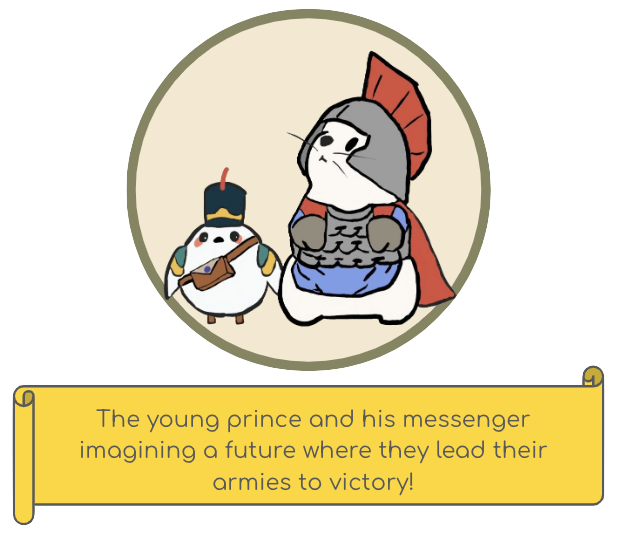 The young prince and his messenger
imagining a future where they lead their
armies to victory!